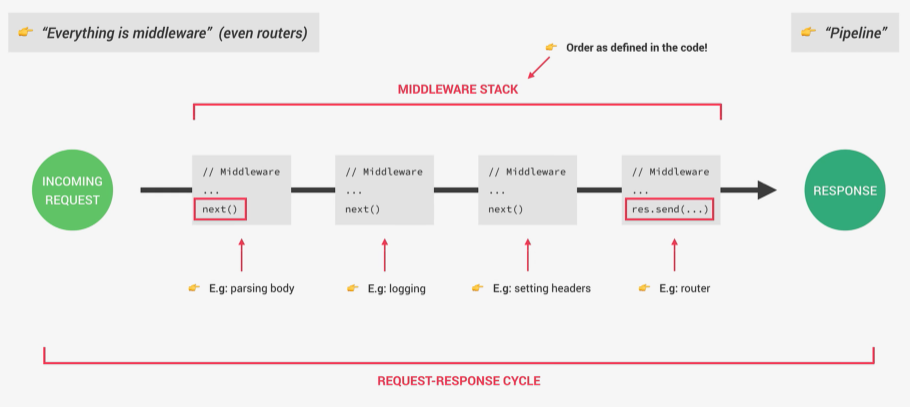 👉 “Everything is middleware” (even routers)
👉 “Pipeline”
👉 Order as defined in the code!
MIDDLEWARE STACK
INCOMING
REQUEST
// Middleware
...
next()
// Middleware
...
next()
// Middleware
...
next()
// Middleware
...
res.send(...)
RESPONSE
👉 E.g: parsing body
👉 E.g: logging
👉 E.g: setting headers
👉 E.g: router
REQUEST-RESPONSE CYCLE